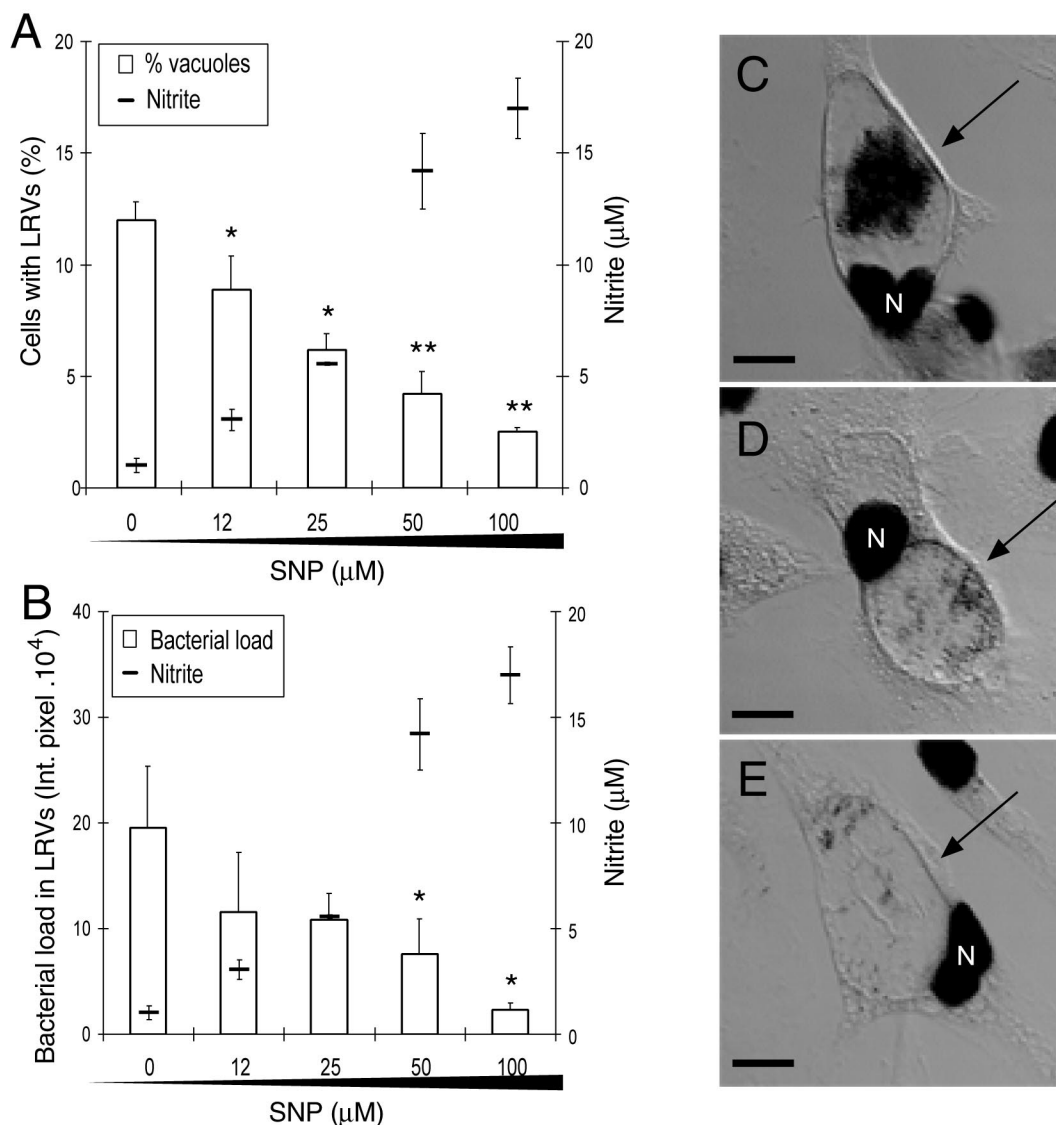 A
20
15
10
5
0
Cells with LRVs (%)
% vacuoles
Nitrite
*
*
**
**
20
15
10
5
0
Nitrite (µM)
0 12 25 50 100
SNP (µM)
B
40
30
20
10
0
Bacterial load in LRVs (Int. pixel .10⁴)
Bacterial load
Nitrite
*
*
20
15
10
5
0
Nitrite (µM)
0 12 25 50 100
SNP (µM)
C
N
D
N
E
N